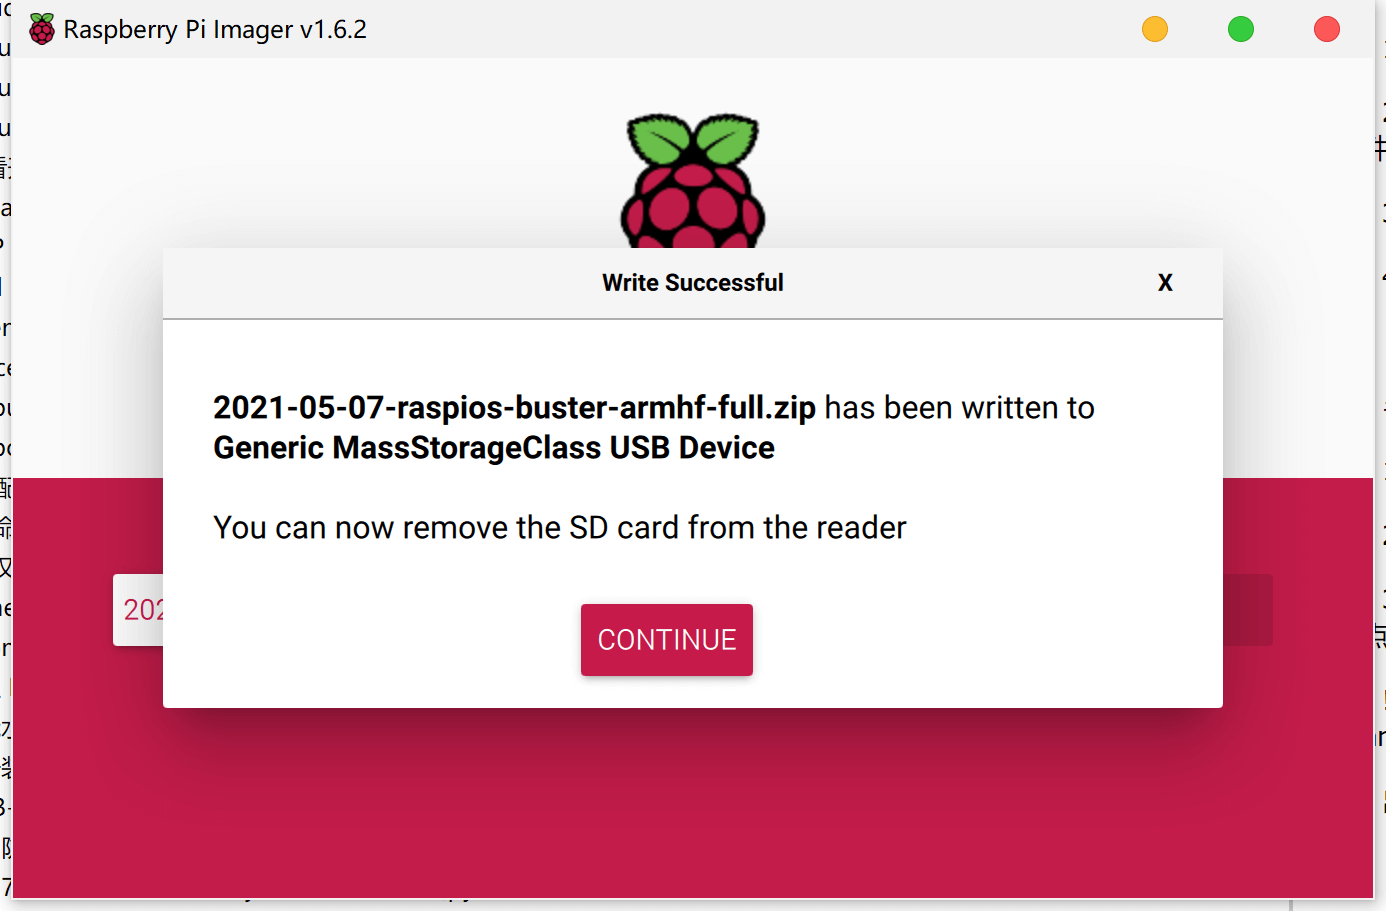 Raspberry Pi Imager v1.6.2
Write Successful
X
2021-05-07-raspios-buster-armhf-full.zip has been written to
Generic MassStorageClass USB Device
You can now remove the SD card from the reader
202
CONTINUE